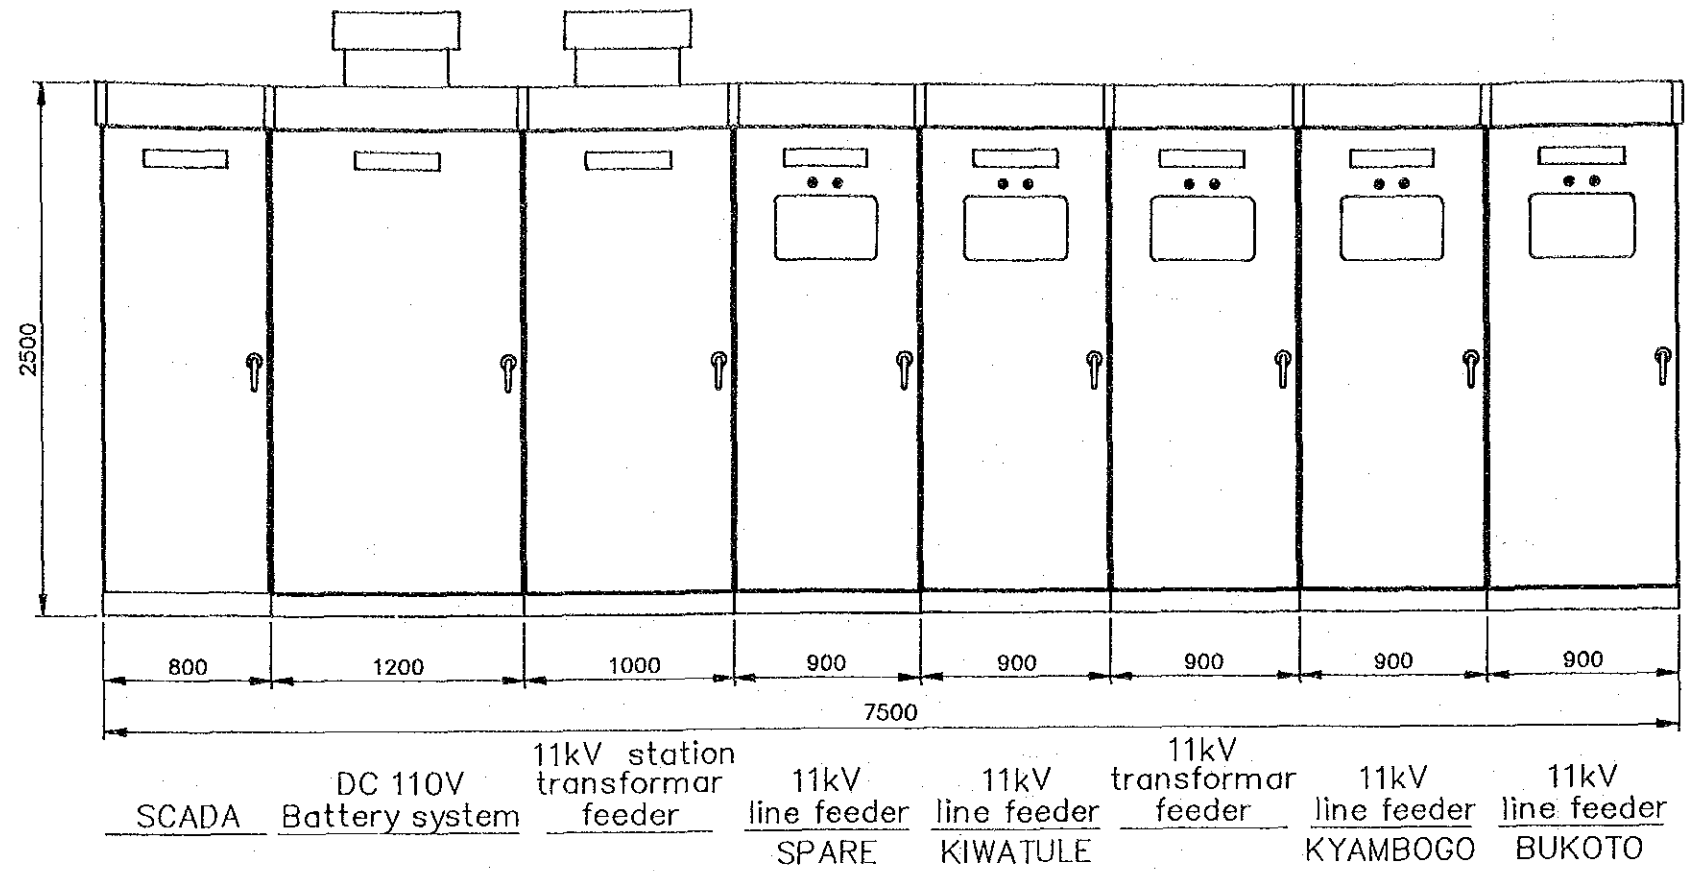 2500
800
1200
1000
900
900
900
900
900
7500
SCADA
DC 110V
Battery system
11kV station
transformar
feeder
11kV
line feeder
SPARE
11kV
line feeder
KIWATULE
11kV
transformar
feeder
11kV
line feeder
KYAMBOGO
11kV
line feeder
BUKOTO